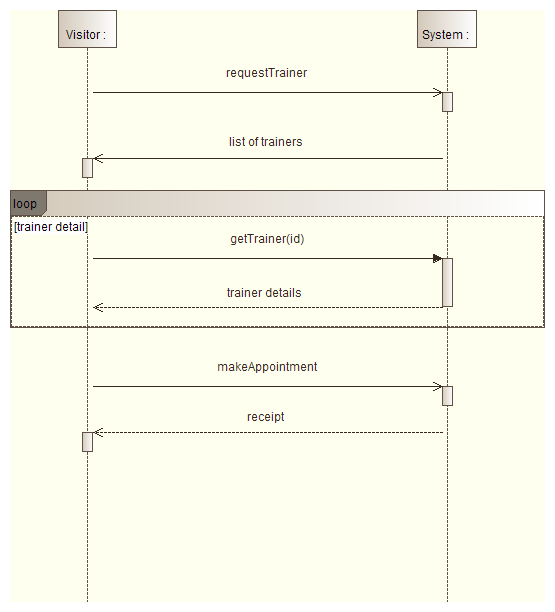 Visitor :
System :
requestTrainer
list of trainers
loop
[trainer detail]
getTrainer(id)
trainer details
makeAppointment
receipt